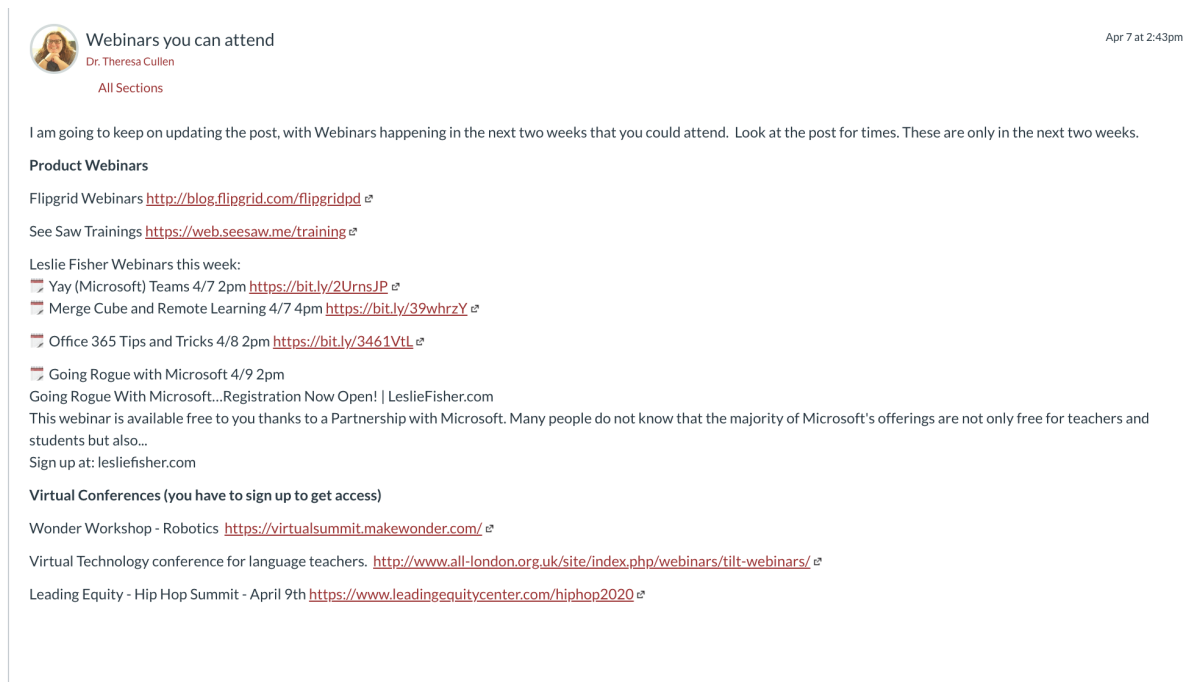 Webinars you can attend
Apr 7 at 2:43pm
Dr. Theresa Cullen
All Sections
I am going to keep on updating the post, with Webinars happening in the next two weeks that you could attend.  Look at the post for times. These are only in the next two weeks.
Product Webinars
Flipgrid Webinars http://blog.flipgrid.com/flipgridpd
See Saw Trainings https://web.seesaw.me/training
Leslie Fisher Webinars this week:
Yay (Microsoft) Teams 4/7 2pm https://bit.ly/2UrnsJP
Merge Cube and Remote Learning 4/7 4pm https://bit.ly/39whrzY
Office 365 Tips and Tricks 4/8 2pm https://bit.ly/3461VtL
Going Rogue with Microsoft 4/9 2pm
Going Rogue With Microsoft...Registration Now Open! | LeslieFisher.com
This webinar is available free to you thanks to a Partnership with Microsoft. Many people do not know that the majority of Microsoft's offerings are not only free for teachers and
students but also...
Sign up at: lesliefisher.com
Virtual Conferences (you have to sign up to get access)
Wonder Workshop - Robotics  https://virtualsummit.makewonder.com/
Virtual Technology conference for language teachers.  http://www.all-london.org.uk/site/index.php/webinars/tilt-webinars/
Leading Equity - Hip Hop Summit - April 9th https://www.leadingequitycenter.com/hiphop2020